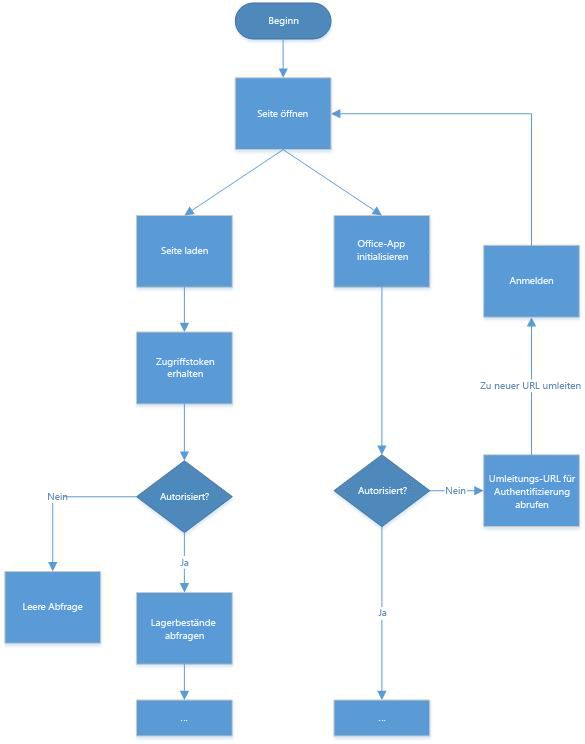 Beginn
Seite öffnen
Seite laden
Office-App
initialisieren
Anmelden
Zugriffstoken
erhalten
Zu neuer URL umleiten
Autorisiert?
Nein
Autorisiert?
Nein
Umleitungs-URL für
Authentifizierung
abrufen
Ja
Leere Abfrage
Lagerbestände
abfragen
Ja
...
...